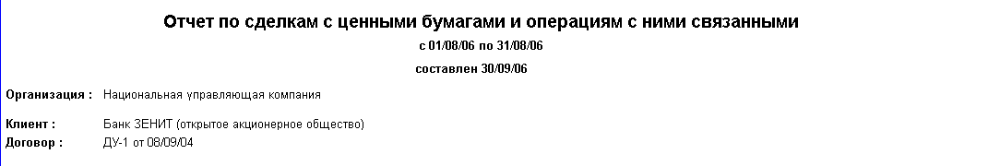 Отчет по сделкам с ценными бумагами и операциям с ними связанными
с 01/08/06 по 31/08/06
составлен 30/09/06
Организация : Национальная управляющая компания
Клиент : Банк ЗЕНИТ (открытое акционерное общество)
Договор : ДУ-1 от 08/09/04